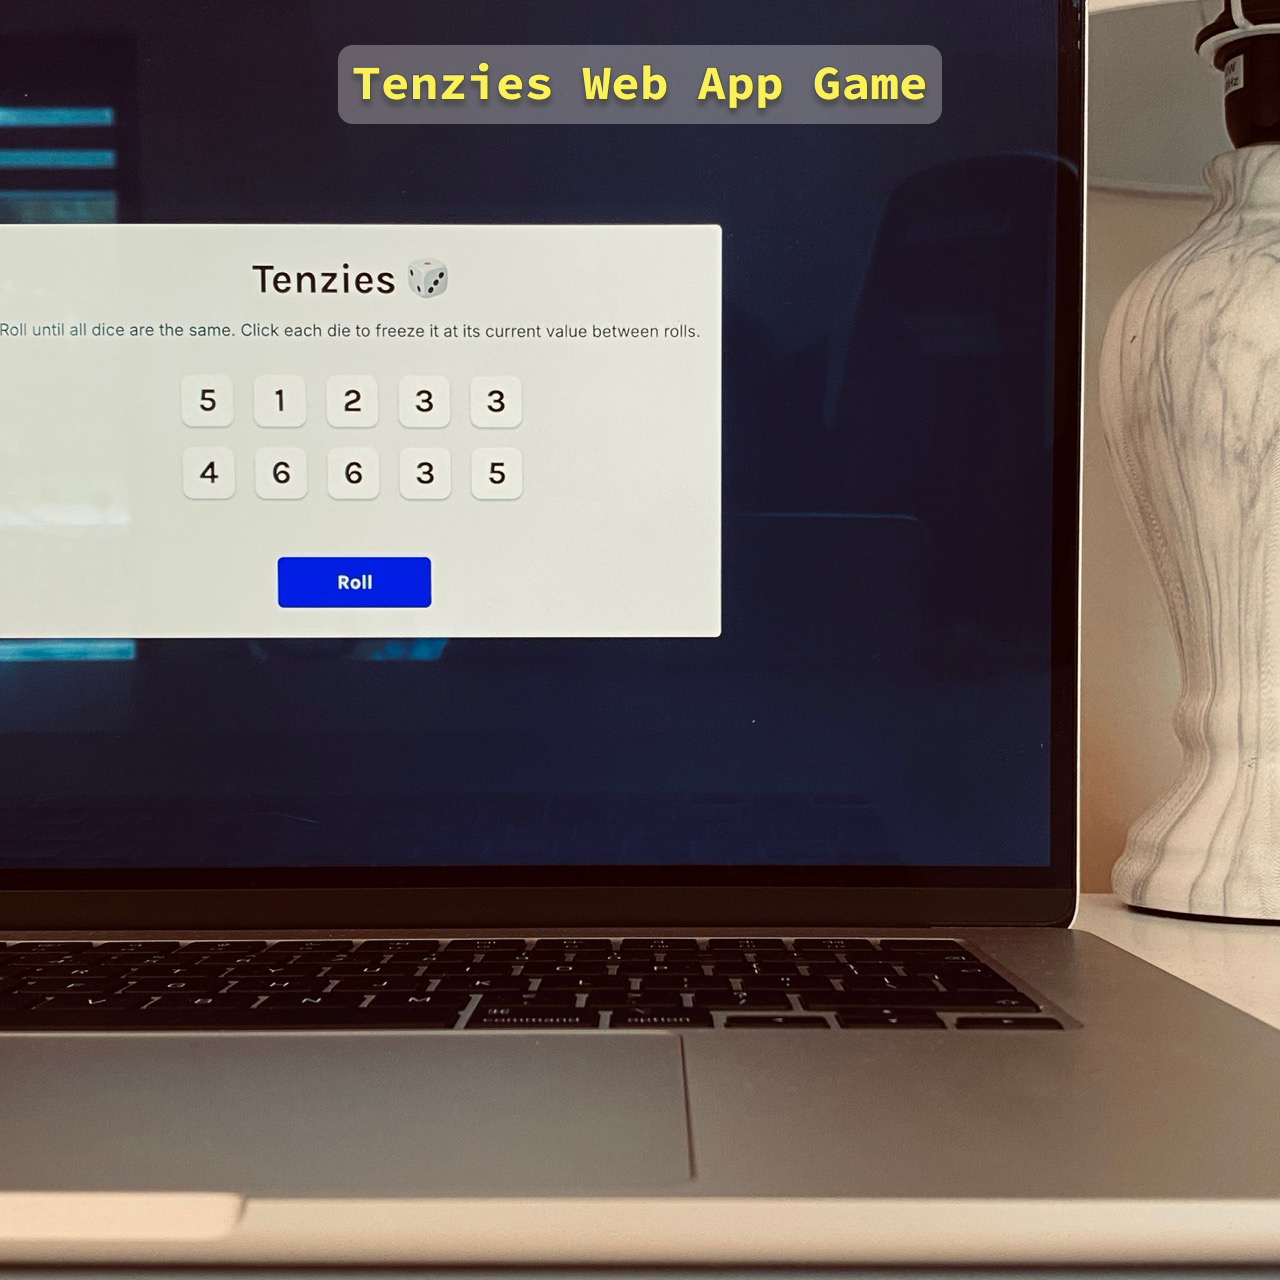 Tenzies Web App Game
Tenzies
Roll until all dice are the same. Click each die to freeze it at its current value between rolls.
5 1 2 3 3
4 6 6 3 5
Roll
R T Y U I O P
F G H J K L
V B N M
command option